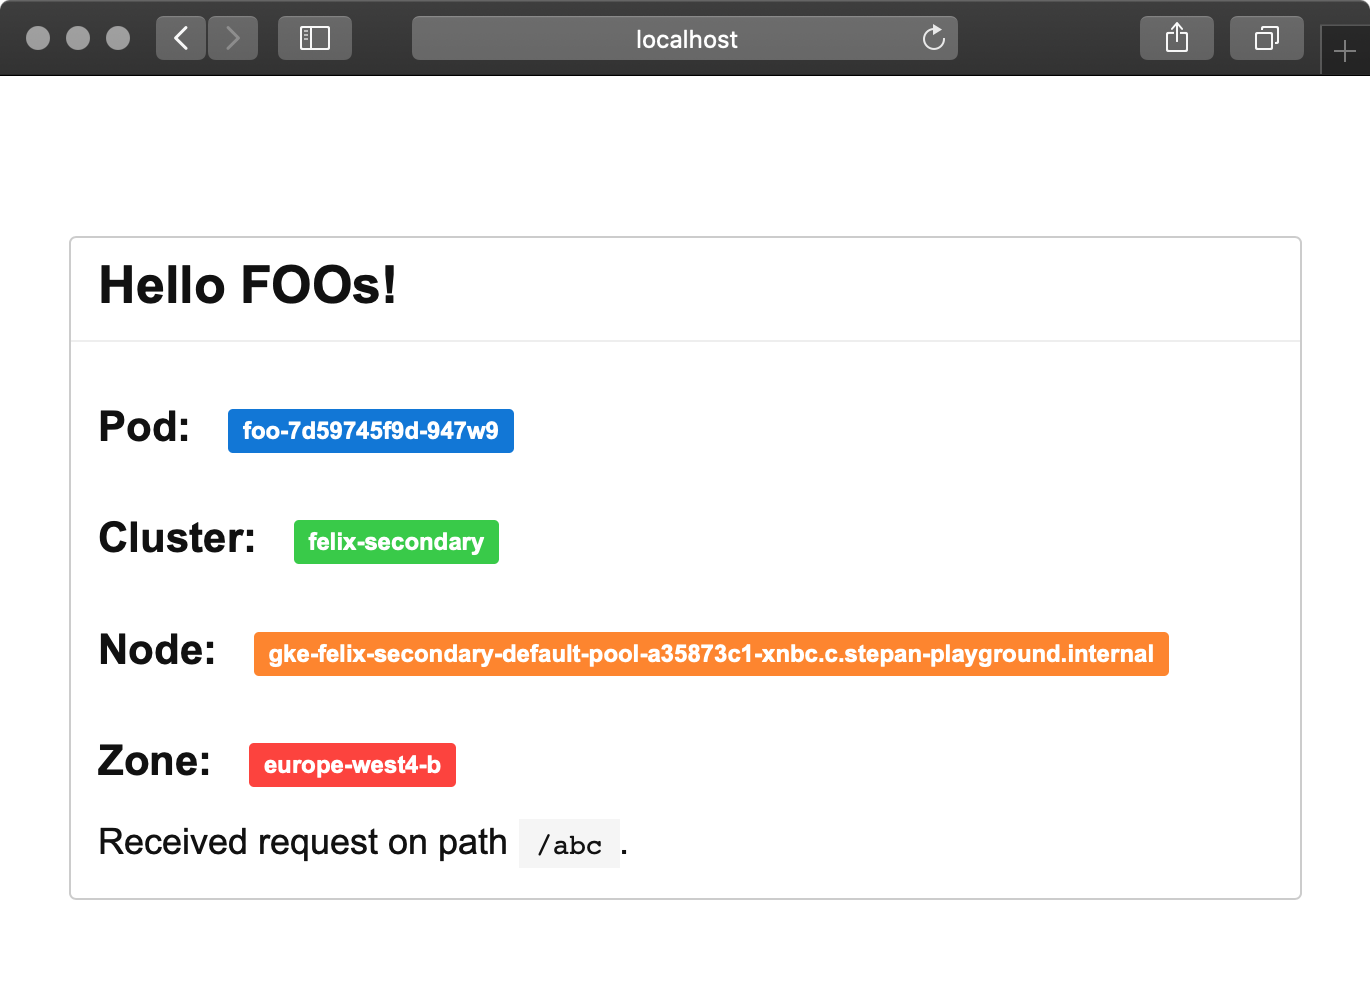 localhost
Hello FOOs!
Pod: foo-7d59745f9d-947w9
Cluster: felix-secondary
Node: gke-felix-secondary-default-pool-a35873c1-xnbc.c.stepan-playground.internal
Zone: europe-west4-b
Received request on path /abc.